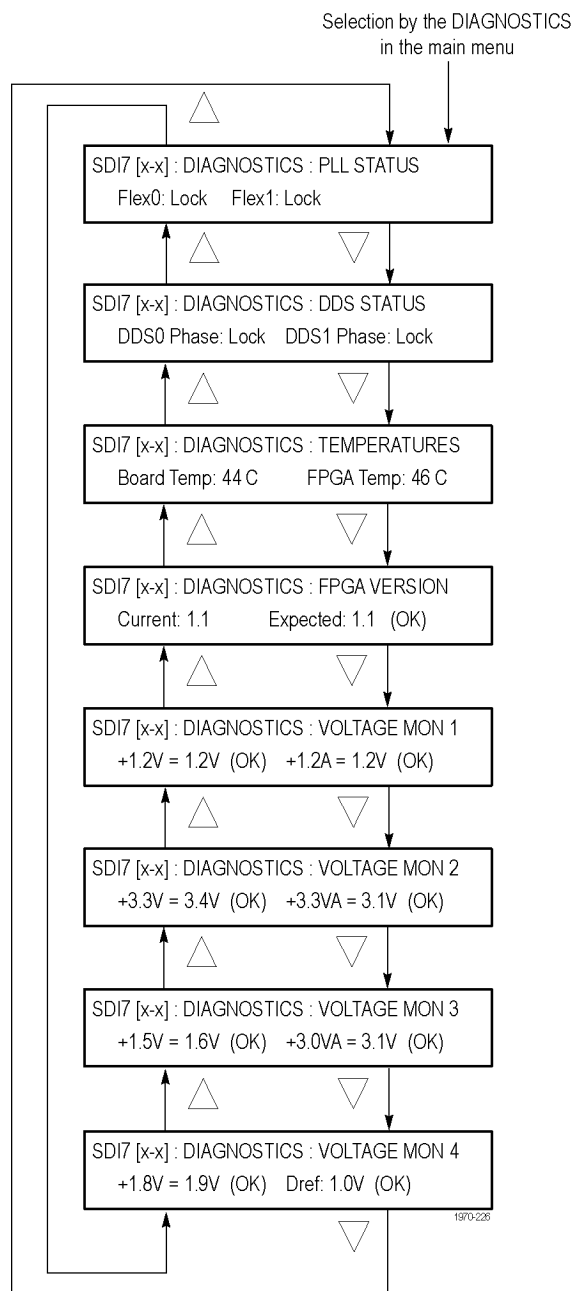 Selection by the DIAGNOSTICS
in the main menu
SDI7 [x-x] : DIAGNOSTICS : PLL STATUS
Flex0: Lock Flex1: Lock
SDI7 [x-x] : DIAGNOSTICS : DDS STATUS
DDS0 Phase: Lock DDS1 Phase: Lock
SDI7 [x-x] : DIAGNOSTICS : TEMPERATURES
Board Temp: 44 C FPGA Temp: 46 C
SDI7 [x-x] : DIAGNOSTICS : FPGA VERSION
Current: 1.1 Expected: 1.1 (OK)
SDI7 [x-x] : DIAGNOSTICS : VOLTAGE MON 1
+1.2V = 1.2V (OK) +1.2A = 1.2V (OK)
SDI7 [x-x] : DIAGNOSTICS : VOLTAGE MON 2
+3.3V = 3.4V (OK) +3.3VA = 3.1V (OK)
SDI7 [x-x] : DIAGNOSTICS : VOLTAGE MON 3
+1.5V = 1.6V (OK) +3.0VA = 3.1V (OK)
SDI7 [x-x] : DIAGNOSTICS : VOLTAGE MON 4
+1.8V = 1.9V (OK) Dref: 1.0V (OK)
1970-226